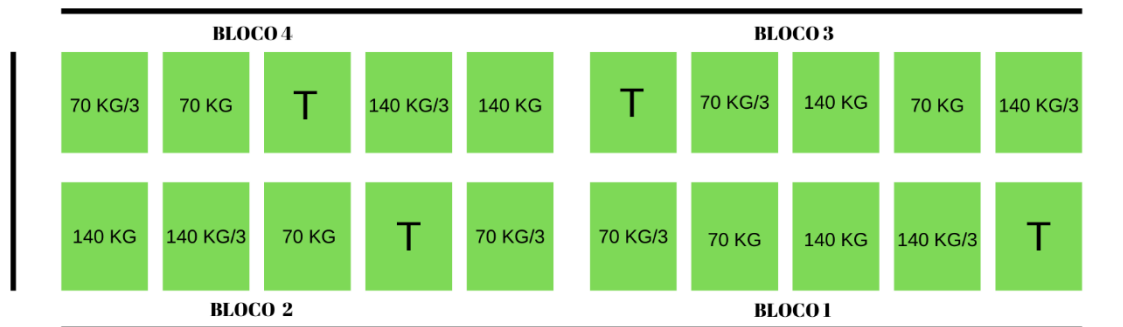 BLOCO 4 BLOCO 3
70 KG/3 70 KG T 140 KG/3 140 KG T 70 KG/3 140 KG 70 KG 140 KG/3
140 KG 140 KG/3 70 KG T 70 KG/3 70 KG/3 70 KG 140 KG 140 KG/3 T
BLOCO 2 BLOCO 1